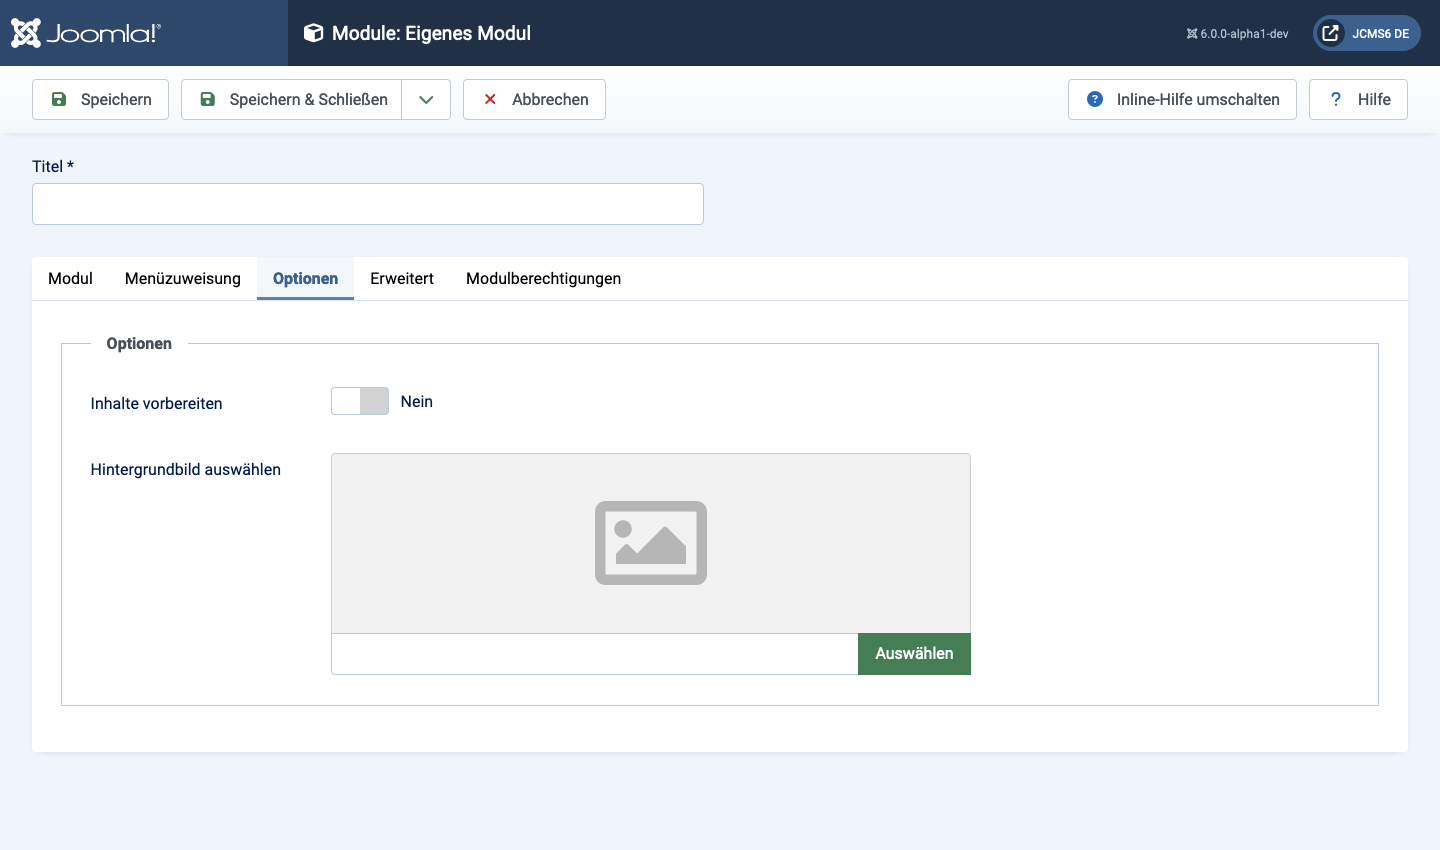 Joomla!®
Module: Eigenes Modul
6.0.0-alpha1-dev
JCMS6 DE
Speichern
Speichern & Schließen
Abbrechen
Inline-Hilfe umschalten
? Hilfe
Titel *
Modul
Menüzuweisung
Optionen
Erweitert
Modulberechtigungen
Optionen
Inhalte vorbereiten
Nein
Hintergrundbild auswählen
Auswählen